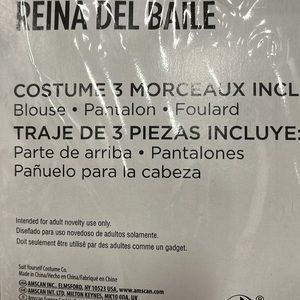 REINA DEL BAILE
COSTUME 3 MORCEAUX INCL
Blouse • Pantalon • Foulard
TRAJE DE 3 PIEZAS INCLUYE:
Parte de arriba • Pantalones
Pañuelo para la cabeza
Intended for adult novelty use only.
Diseñado para uso novedoso de adultos solamente.
Doit seulement être utilisé par des adultes comme un gadget.
Suit Yourself Costume Co.
Made in China/Hecho en China/Fabriqué en Chine
AMSCAN INC., ELMSFORD, NY 10523 USA, www.amscan.com
AMSCAN INT. LTD. MILTON KEYNES, MK10 0DA, UK